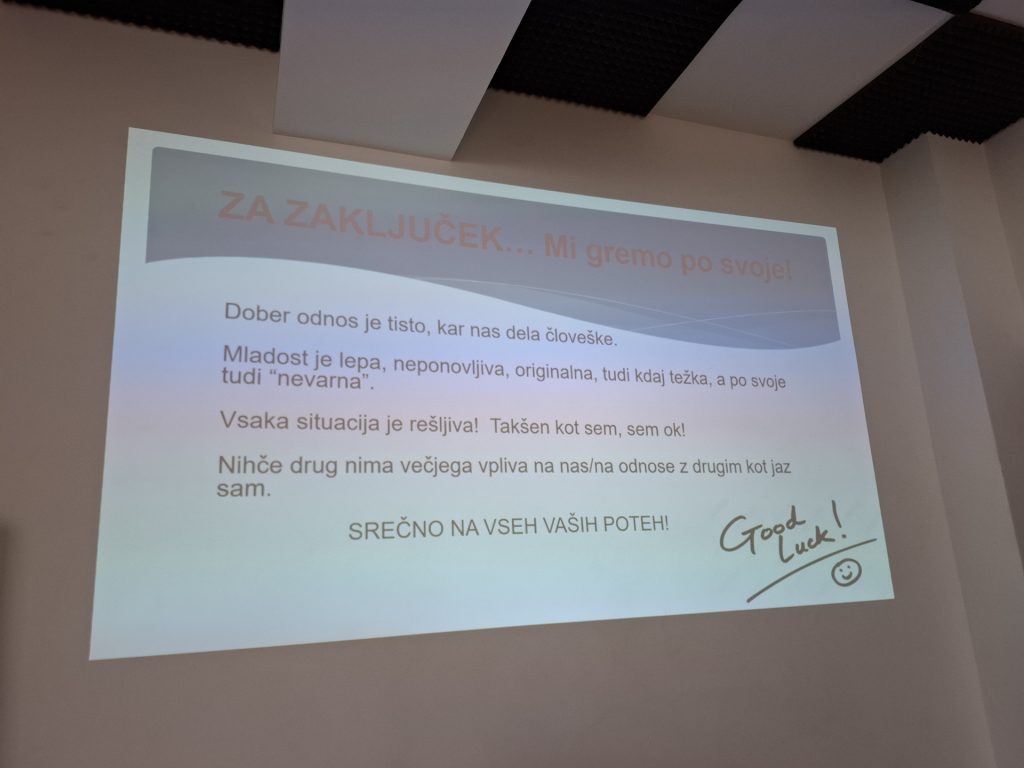 ZA ZAKLJUČEK... Mi gremo po svoje!
Dober odnos je tisto, kar nas dela človeške.
Mladost je lepa, neponovljiva, originalna, tudi kdaj težka, a po svoje
tudi “nevarna”.
Vsaka situacija je rešljiva! Takšen kot sem, sem ok!
Nihče drug nima večjega vpliva na nas/na odnose z drugim kot jaz
sam.
SREČNO NA VSEH VAŠIH POTEH!
Good
Luck!